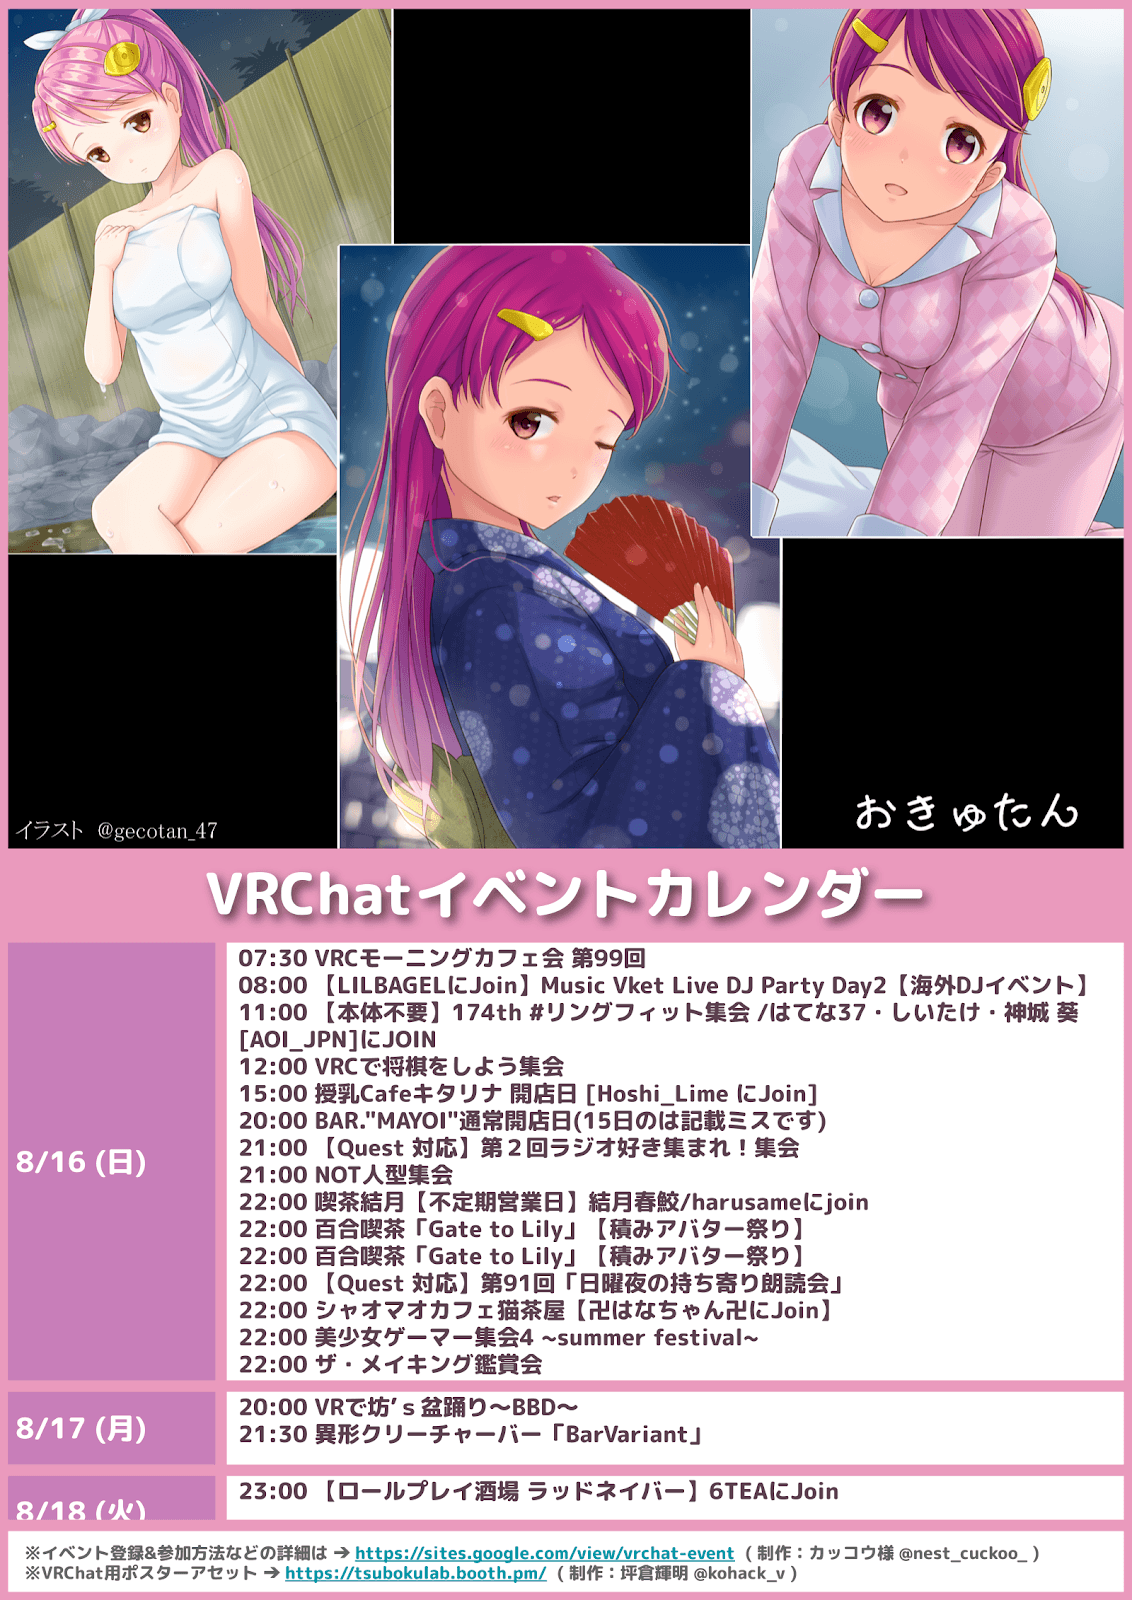 イラスト @gecotan_47
おきゅたん
VRChatイベントカレンダー
8/16 (日)
07:30 VRCモーニングカフェ会 第99回
08:00 【LILBAGELにJoin】Music Vket Live DJ Party Day2【海外DJイベント】
11:00 【本体不要】174th #リングフィット集会 /はてな37・しいたけ・神城 葵
[AOI_JPN]にJOIN
12:00 VRCで将棋をしよう集会
15:00 授乳Cafeキタリナ 開店日 [Hoshi_Lime にJoin]
20:00 BAR."MAYOI"通常開店日(15日のは記載ミスです)
21:00 【Quest 対応】第２回ラジオ好き集まれ！集会
21:00 NOT人型集会
22:00 喫茶結月【不定期営業日】結月春鮫/harusameにjoin
22:00 百合喫茶「Gate to Lily」【積みアバター祭り】
22:00 百合喫茶「Gate to Lily」【積みアバター祭り】
22:00 【Quest 対応】第91回「日曜夜の持ち寄り朗読会」
22:00 シャオマオカフェ猫茶屋【卍はなちゃん卍にJoin】
22:00 美少女ゲーマー集会4 ~summer festival~
22:00 ザ・メイキング鑑賞会
8/17 (月)
20:00 VRで坊’ｓ盆踊り～BBD～
21:30 異形クリーチャーバー「BarVariant」
8/18 (火)
23:00 【ロールプレイ酒場 ラッドネイバー】6TEAにJoin
※イベント登録&参加方法などの詳細は ➔ https://sites.google.com/view/vrchat-event ( 制作：カッコウ様 @nest_cuckoo_ )
※VRChat用ポスターアセット ➔ https://tsubokulab.booth.pm/ ( 制作：坪倉輝明 @kohack_v )